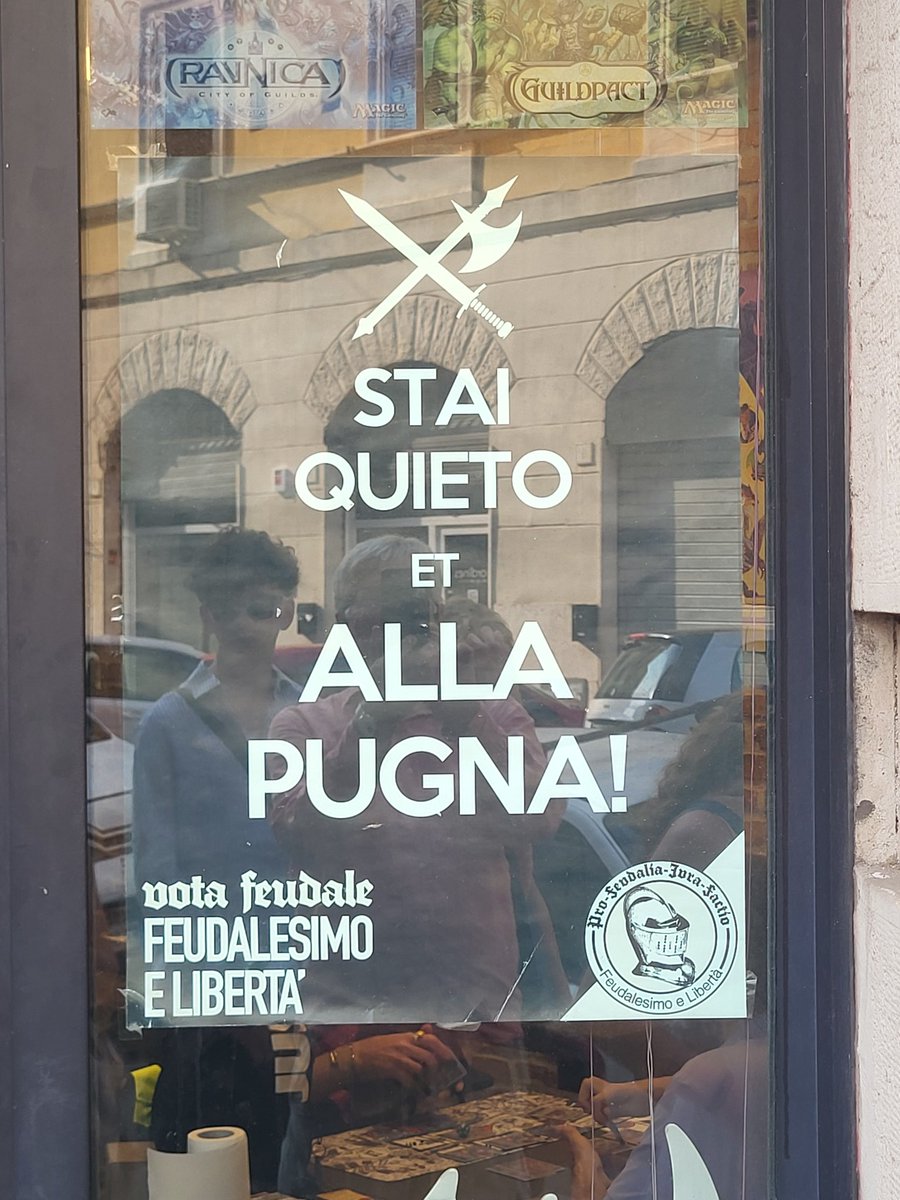 RAVNICA
CITY OF GUILDS
MAGIC
GUILDPACT
MAGIC
STAI
QUIETO
ET
ALLA
PUGNA!
vota feudale
FEUDALESIMO
E LIBERTA'
Pro-Feudalia-Jvra-Factio
Feudalesimo e Libertà